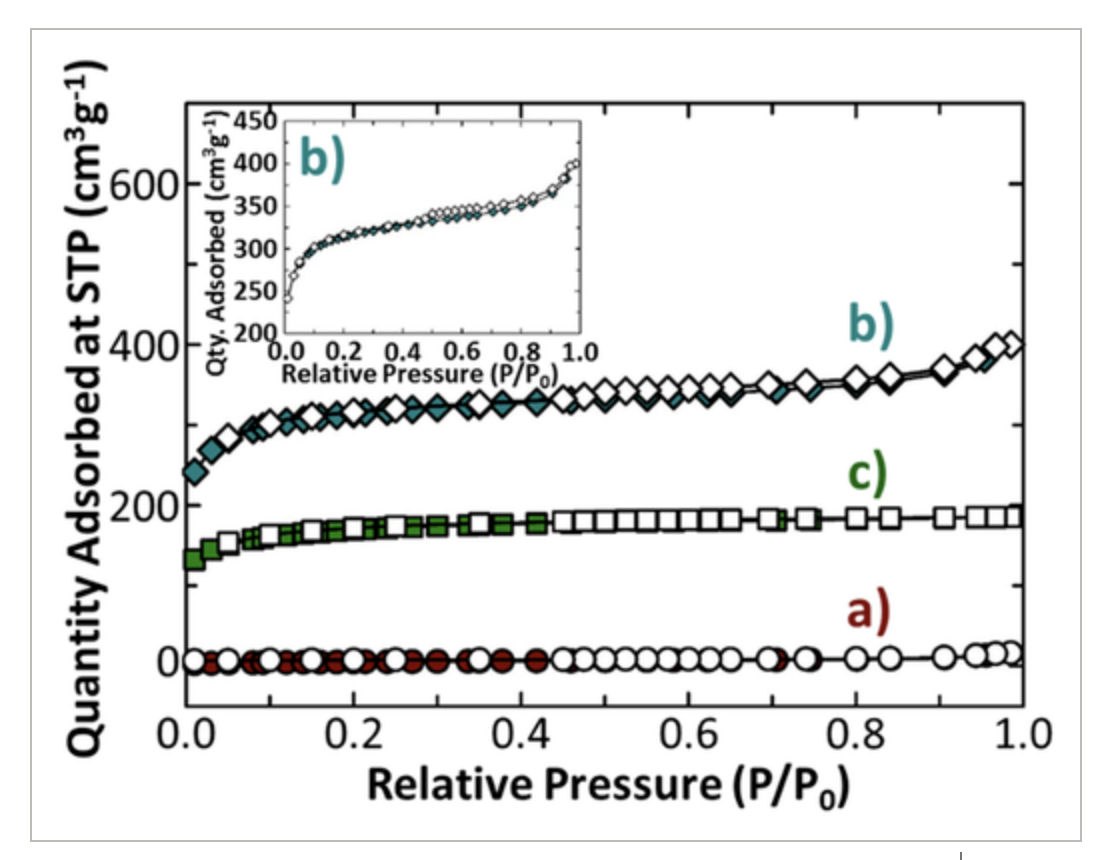 Quantity Adsorbed at STP (cm³g⁻¹)
600
400
200
0
0.0 0.2 0.4 0.6 0.8 1.0
Relative Pressure (P/P₀)
Qty. Adsorbed (cm³g⁻¹)
450
400
350
300
250
200
0.0 0.2 0.4 0.6 0.8 1.0
Relative Pressure (P/P₀)
b)
b)
c)
a)